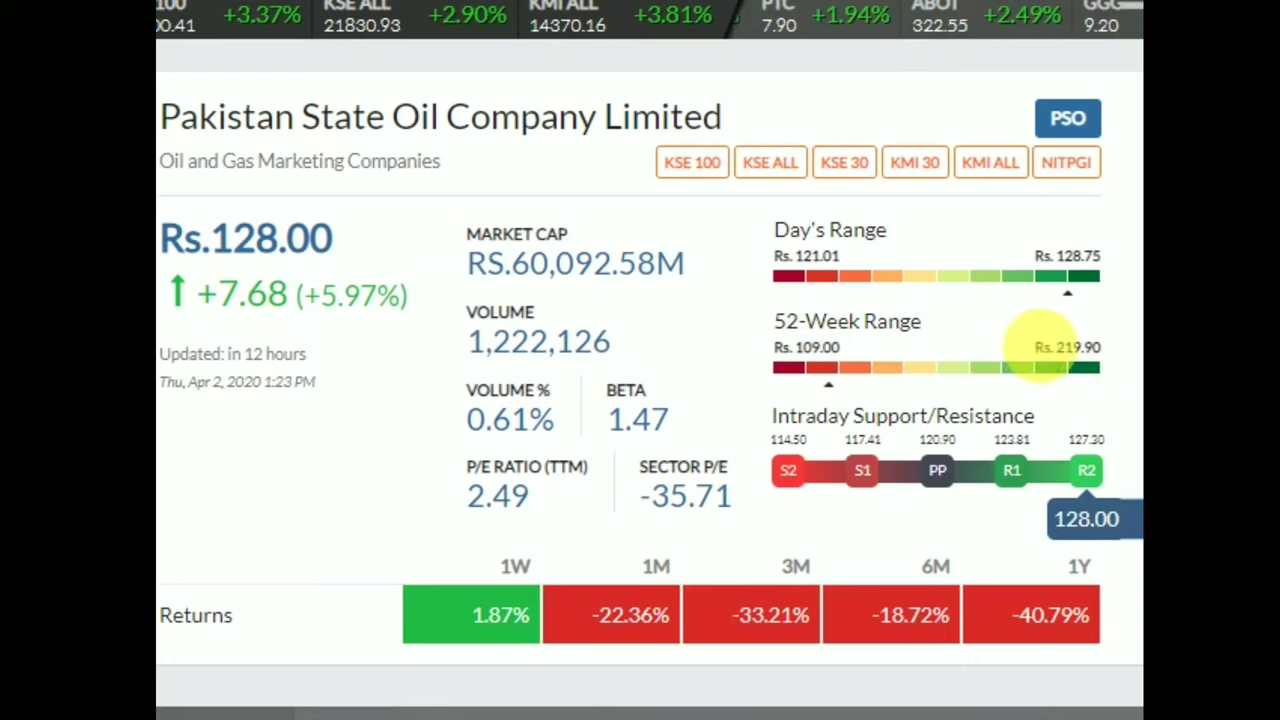 100 +3.37% KSE ALL +2.90% KMI ALL +3.81% PTC +1.94% ABOT +2.49% GGG
00.41 21830.93 14370.16 7.90 322.55 9.20
Pakistan State Oil Company Limited PSO
Oil and Gas Marketing Companies KSE 100 KSE ALL KSE 30 KMI 30 KMI ALL NITPGI
Rs.128.00
+7.68 (+5.97%)
Updated: in 12 hours
Thu, Apr 2, 2020 1:23 PM
MARKET CAP
RS.60,092.58M
VOLUME
1,222,126
VOLUME % BETA
0.61% 1.47
P/E RATIO (TTM) SECTOR P/E
2.49 -35.71
Day's Range
Rs. 121.01 Rs. 128.75
52-Week Range
Rs. 109.00 Rs. 219.90
Intraday Support/Resistance
114.50 117.41 120.90 123.81 127.30
S2 S1 PP R1 R2
128.00
1W 1M 3M 6M 1Y
Returns 1.87% -22.36% -33.21% -18.72% -40.79%